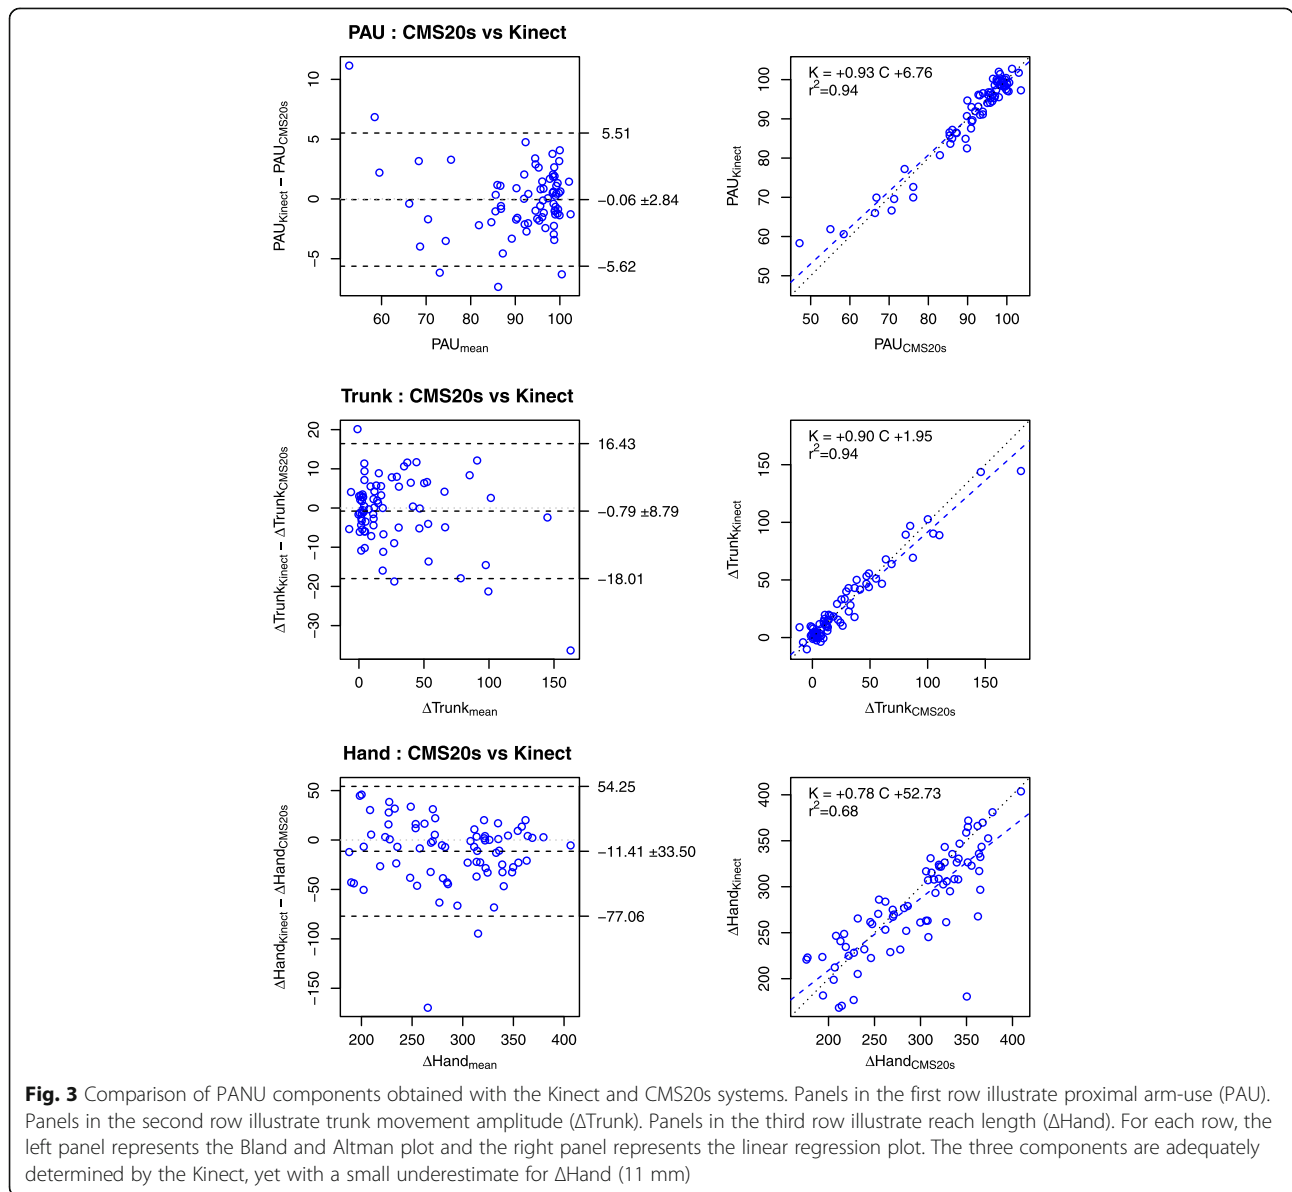 PAU : CMS20s vs Kinect
10
5
0
−5
PAUKinect − PAUCMS20s
5.51
−0.06 ±2.84
−5.62
60 70 80 90 100
PAUmean
K = +0.93 C +6.76
r2=0.94
100
90
80
70
60
50
PAUKinect
50 60 70 80 90 100
PAUCMS20s
Trunk : CMS20s vs Kinect
20
10
0
−10
−20
−30
ΔTrunkKinect − ΔTrunkCMS20s
16.43
−0.79 ±8.79
−18.01
0 50 100 150
ΔTrunkmean
K = +0.90 C +1.95
r2=0.94
150
100
50
0
ΔTrunkKinect
0 50 100 150
ΔTrunkCMS20s
Hand : CMS20s vs Kinect
50
0
−50
−100
−150
ΔHandKinect − ΔHandCMS20s
54.25
−11.41 ±33.50
−77.06
200 250 300 350 400
ΔHandmean
K = +0.78 C +52.73
r2=0.68
400
350
300
250
200
ΔHandKinect
200 250 300 350 400
ΔHandCMS20s
Fig. 3 Comparison of PANU components obtained with the Kinect and CMS20s systems. Panels in the first row illustrate proximal arm-use (PAU).
Panels in the second row illustrate trunk movement amplitude (ΔTrunk). Panels in the third row illustrate reach length (ΔHand). For each row, the
left panel represents the Bland and Altman plot and the right panel represents the linear regression plot. The three components are adequately
determined by the Kinect, yet with a small underestimate for ΔHand (11 mm)